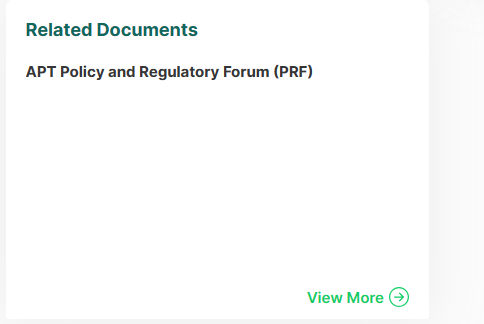 Related Documents
APT Policy and Regulatory Forum (PRF)
View More